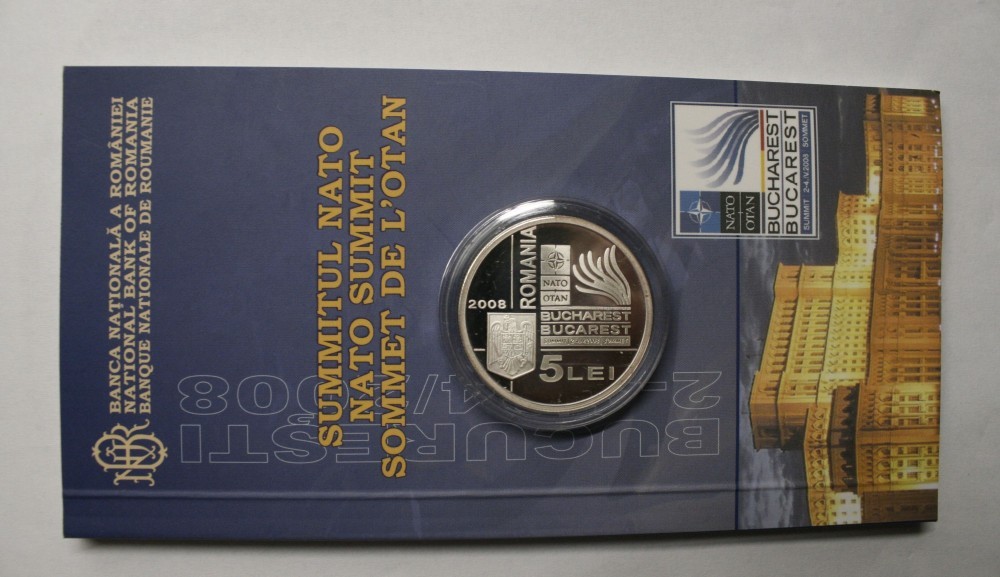 BANCA NAȚIONALĂ A ROMÂNIEI
NATIONAL BANK OF ROMANIA
BANQUE NATIONALE DE ROUMANIE
SUMMITUL NATO
NATO SUMMIT
SOMMET DE L'OTAN
BUCUREȘTI
NATO
OTAN
BUCHAREST
BUCAREST
SUMMIT 2-4.IV.2008 SOMMET
2008
ROMANIA
NATO
OTAN
BUCHAREST
BUCAREST
5 LEI